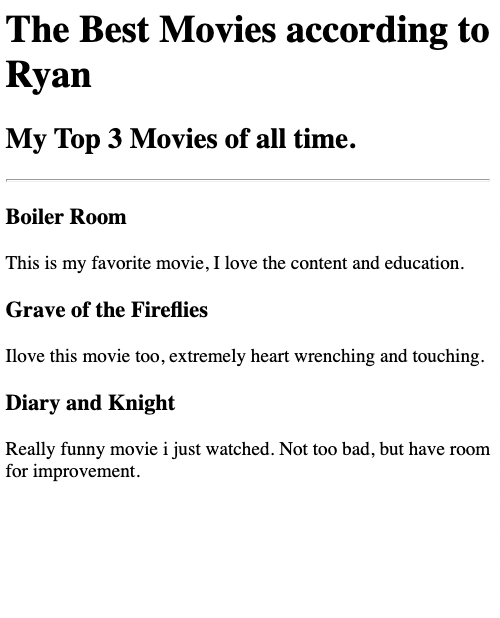 The Best Movies according to
Ryan
My Top 3 Movies of all time.
Boiler Room
This is my favorite movie, I love the content and education.
Grave of the Fireflies
Ilove this movie too, extremely heart wrenching and touching.
Diary and Knight
Really funny movie i just watched. Not too bad, but have room
for improvement.